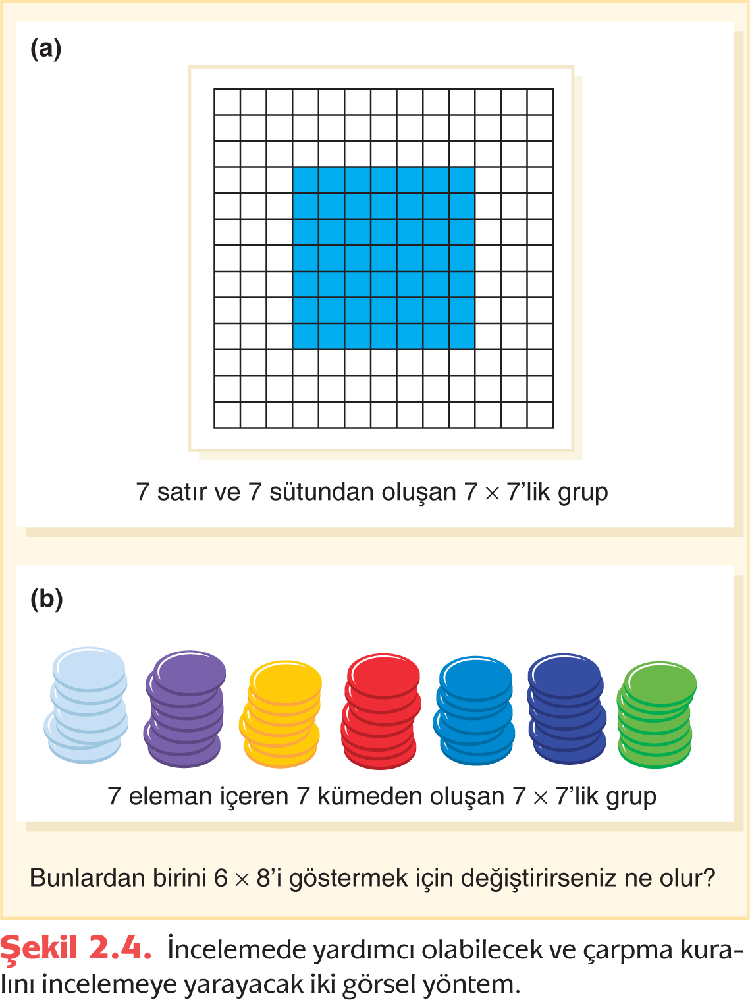 (a)
7 satır ve 7 sütundan oluşan 7 × 7’lik grup
(b)
7 eleman içeren 7 kümeden oluşan 7 × 7’lik grup
Bunlardan birini 6 × 8’i göstermek için değiştirirseniz ne olur?
Şekil 2.4. İncelemede yardımcı olabilecek ve çarpma kura-
lını incelemeye yarayacak iki görsel yöntem.